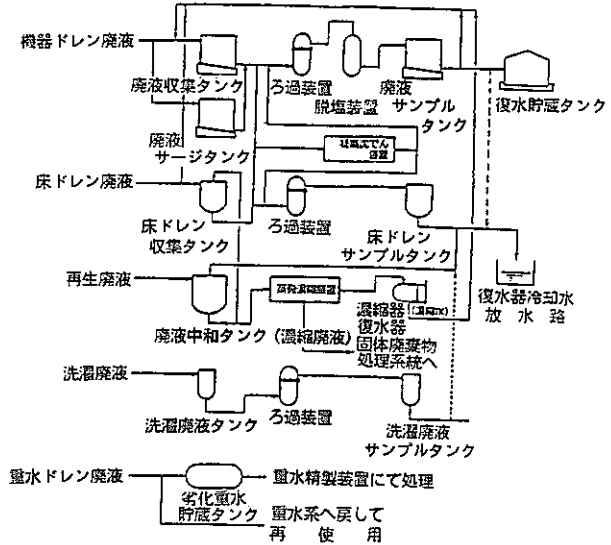 機器ドレン廃液
廃液収集タンク
ろ過装置
脱塩装置
廃液
サンプル
タンク
復水貯蔵タンク
廃液
サージタンク
床ドレン廃液
床ドレン
収集タンク
ろ過装置
床ドレン
サンプルタンク
再生廃液
廃液中和タンク
(濃縮廃液)
濃縮器
復水器
固体廃棄物
処理系統へ
復水器冷却水
放水路
洗濯廃液
洗濯廃液タンク
ろ過装置
洗濯廃液
サンプルタンク
重水ドレン廃液
劣化重水
貯蔵タンク
重水精製装置にて処理
重水系へ戻して
再使用